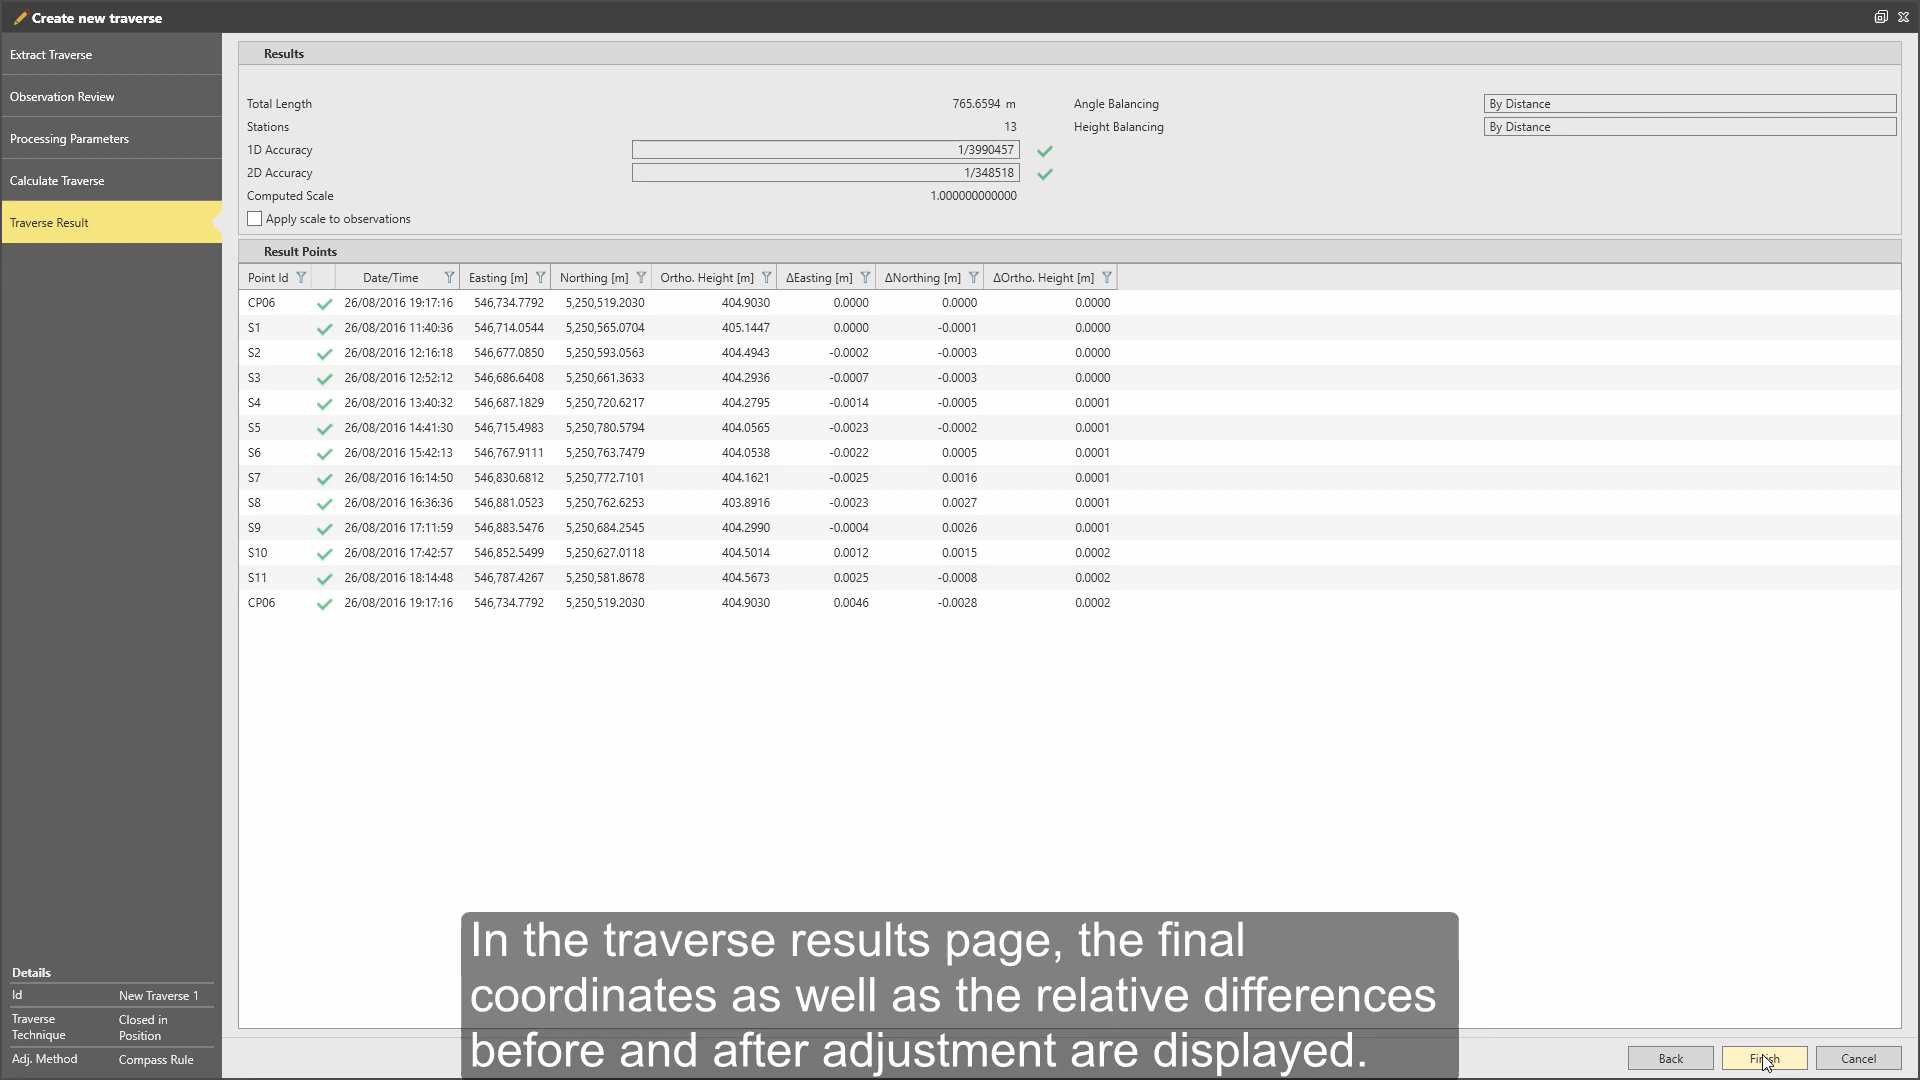 Create new traverse
Extract Traverse
Observation Review
Processing Parameters
Calculate Traverse
Traverse Result
Results
Total Length 765.6594 m Angle Balancing By Distance
Stations 13 Height Balancing By Distance
1D Accuracy 1/3990457
2D Accuracy 1/348518
Computed Scale 1.000000000000
Apply scale to observations
Result Points
Point Id Date/Time Easting [m] Northing [m] Ortho. Height [m] ΔEasting [m] ΔNorthing [m] ΔOrtho. Height [m]
CP06 26/08/2016 19:17:16 546,734.7792 5,250,519.2030 404.9030 0.0000 0.0000 0.0000
S1 26/08/2016 11:40:36 546,714.0544 5,250,565.0704 405.1447 0.0000 -0.0001 0.0000
S2 26/08/2016 12:16:18 546,677.0850 5,250,593.0563 404.4943 -0.0002 -0.0003 0.0000
S3 26/08/2016 12:52:12 546,686.6408 5,250,661.3633 404.2936 -0.0007 -0.0003 0.0000
S4 26/08/2016 13:40:32 546,687.1829 5,250,720.6217 404.2795 -0.0014 -0.0005 0.0001
S5 26/08/2016 14:41:30 546,715.4983 5,250,780.5794 404.0565 -0.0023 -0.0002 0.0001
S6 26/08/2016 15:42:13 546,767.9111 5,250,763.7479 404.0538 -0.0022 0.0005 0.0001
S7 26/08/2016 16:14:50 546,830.6812 5,250,772.7101 404.1621 -0.0025 0.0016 0.0001
S8 26/08/2016 16:36:36 546,881.0523 5,250,762.6253 403.8916 -0.0023 0.0027 0.0001
S9 26/08/2016 17:11:59 546,883.5476 5,250,684.2545 404.2990 -0.0004 0.0026 0.0001
S10 26/08/2016 17:42:57 546,852.5499 5,250,627.0118 404.5014 0.0012 0.0015 0.0002
S11 26/08/2016 18:14:48 546,787.4267 5,250,581.8678 404.5673 0.0025 -0.0008 0.0002
CP06 26/08/2016 19:17:16 546,734.7792 5,250,519.2030 404.9030 0.0046 -0.0028 0.0002
Details
Id New Traverse 1
Traverse Technique Closed in Position
Adj. Method Compass Rule
In the traverse results page, the final
coordinates as well as the relative differences
before and after adjustment are displayed.
Back Finish Cancel